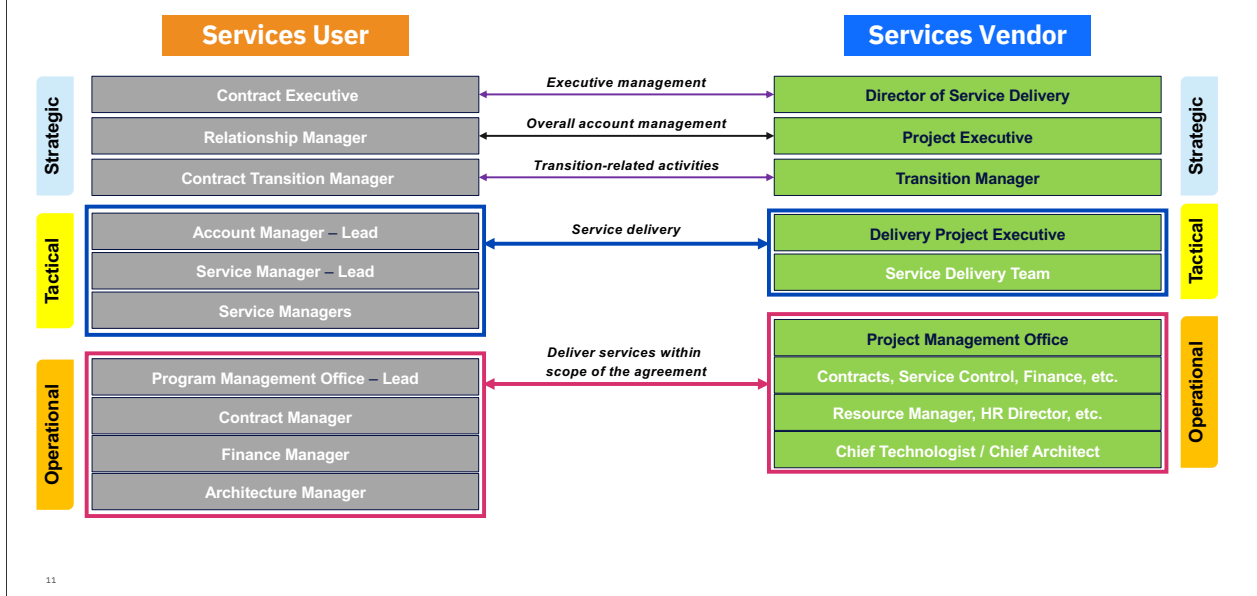 Services User
Services Vendor
Strategic
Contract Executive
Executive management
Director of Service Delivery
Strategic
Relationship Manager
Overall account management
Project Executive
Contract Transition Manager
Transition-related activities
Transition Manager
Tactical
Account Manager – Lead
Service delivery
Delivery Project Executive
Tactical
Service Manager – Lead
Service Delivery Team
Service Managers
Operational
Program Management Office – Lead
Deliver services within
scope of the agreement
Project Management Office
Operational
Contracts, Service Control, Finance, etc.
Contract Manager
Resource Manager, HR Director, etc.
Finance Manager
Chief Technologist / Chief Architect
Architecture Manager
11